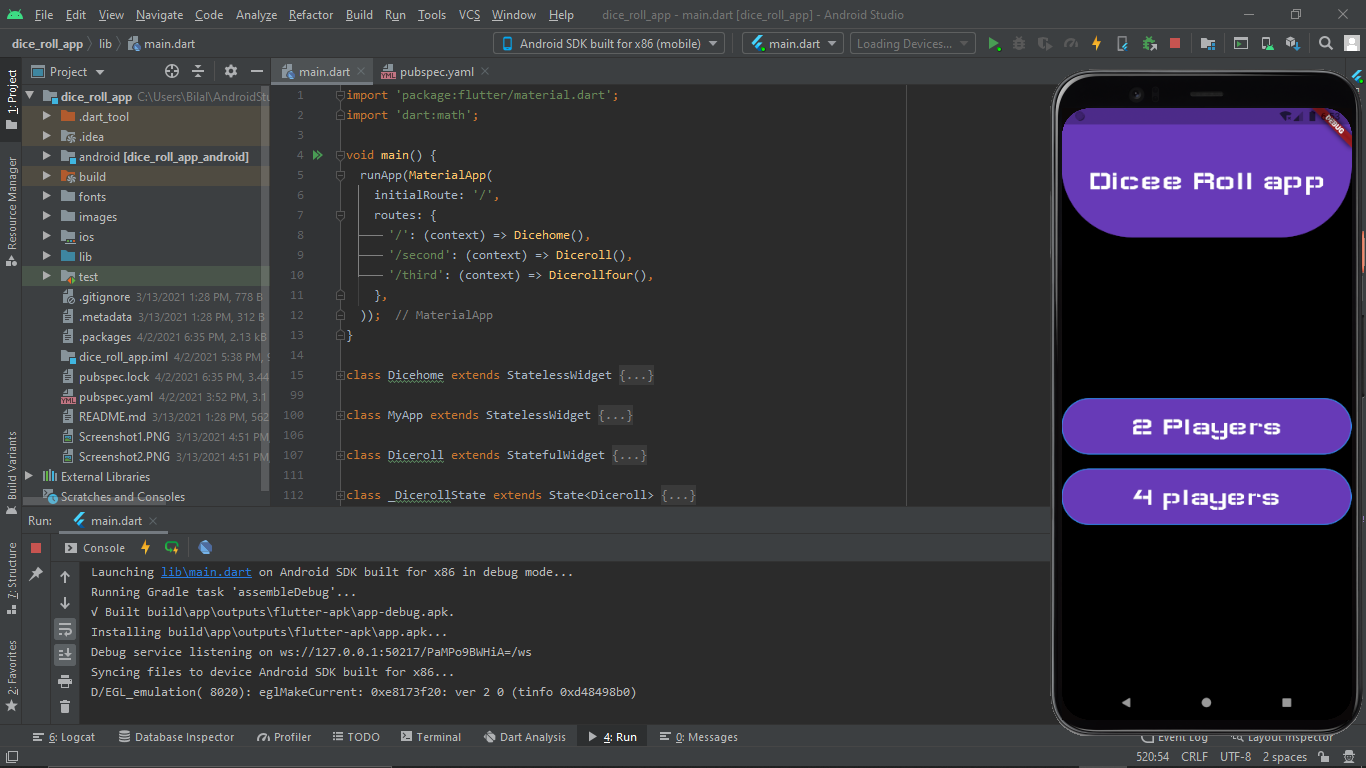 File Edit View Navigate Code Analyze Refactor Build Run Tools VCS Window Help dice_roll_app - main.dart [dice_roll_app] - Android Studio
dice_roll_app lib main.dart Android SDK built for x86 (mobile) main.dart Loading Devices...
1: Project
Resource Manager
Build Variants
7: Structure
2: Favorites
Project
dice_roll_app C:\Users\Bilal\AndroidStu
.dart_tool
.idea
android [dice_roll_app_android]
build
fonts
images
ios
lib
test
.gitignore 3/13/2021 1:28 PM, 778 B
.metadata 3/13/2021 1:28 PM, 312 B
.packages 4/2/2021 6:35 PM, 2.13 kB
dice_roll_app.iml 4/2/2021 5:38 PM, 9
pubspec.lock 4/2/2021 6:35 PM, 3.44
pubspec.yaml 4/2/2021 3:52 PM, 3.1
README.md 3/13/2021 1:28 PM, 562
Screenshot1.PNG 3/13/2021 4:51 P
Screenshot2.PNG 3/13/2021 4:51 P
External Libraries
Scratches and Consoles
main.dart pubspec.yaml
1 import 'package:flutter/material.dart';
2 import 'dart:math';
3
4 void main() {
5 runApp(MaterialApp(
6 initialRoute: '/',
7 routes: {
8 '/': (context) => Dicehome(),
9 '/second': (context) => Diceroll(),
10 '/third': (context) => Dicerollfour(),
11 },
12 )); // MaterialApp
13 }
14
15 class Dicehome extends StatelessWidget {...}
99
100 class MyApp extends StatelessWidget {...}
106
107 class Diceroll extends StatefulWidget {...}
111
112 class _DicerollState extends State<Diceroll> {...}
DEBUG
Dicee Roll app
2 Players
4 players
Run: main.dart
Console
Launching lib\main.dart on Android SDK built for x86 in debug mode...
Running Gradle task 'assembleDebug'...
√ Built build\app\outputs\flutter-apk\app-debug.apk.
Installing build\app\outputs\flutter-apk\app.apk...
Debug service listening on ws://127.0.0.1:50217/PaMPo9BWHiA=/ws
Syncing files to device Android SDK built for x86...
D/EGL_emulation( 8020): eglMakeCurrent: 0xe8173f20: ver 2 0 (tinfo 0xd48498b0)
6: Logcat Database Inspector Profiler TODO Terminal Dart Analysis 4: Run 0: Messages Event Log Layout Inspector
520:54 CRLF UTF-8 2 spaces